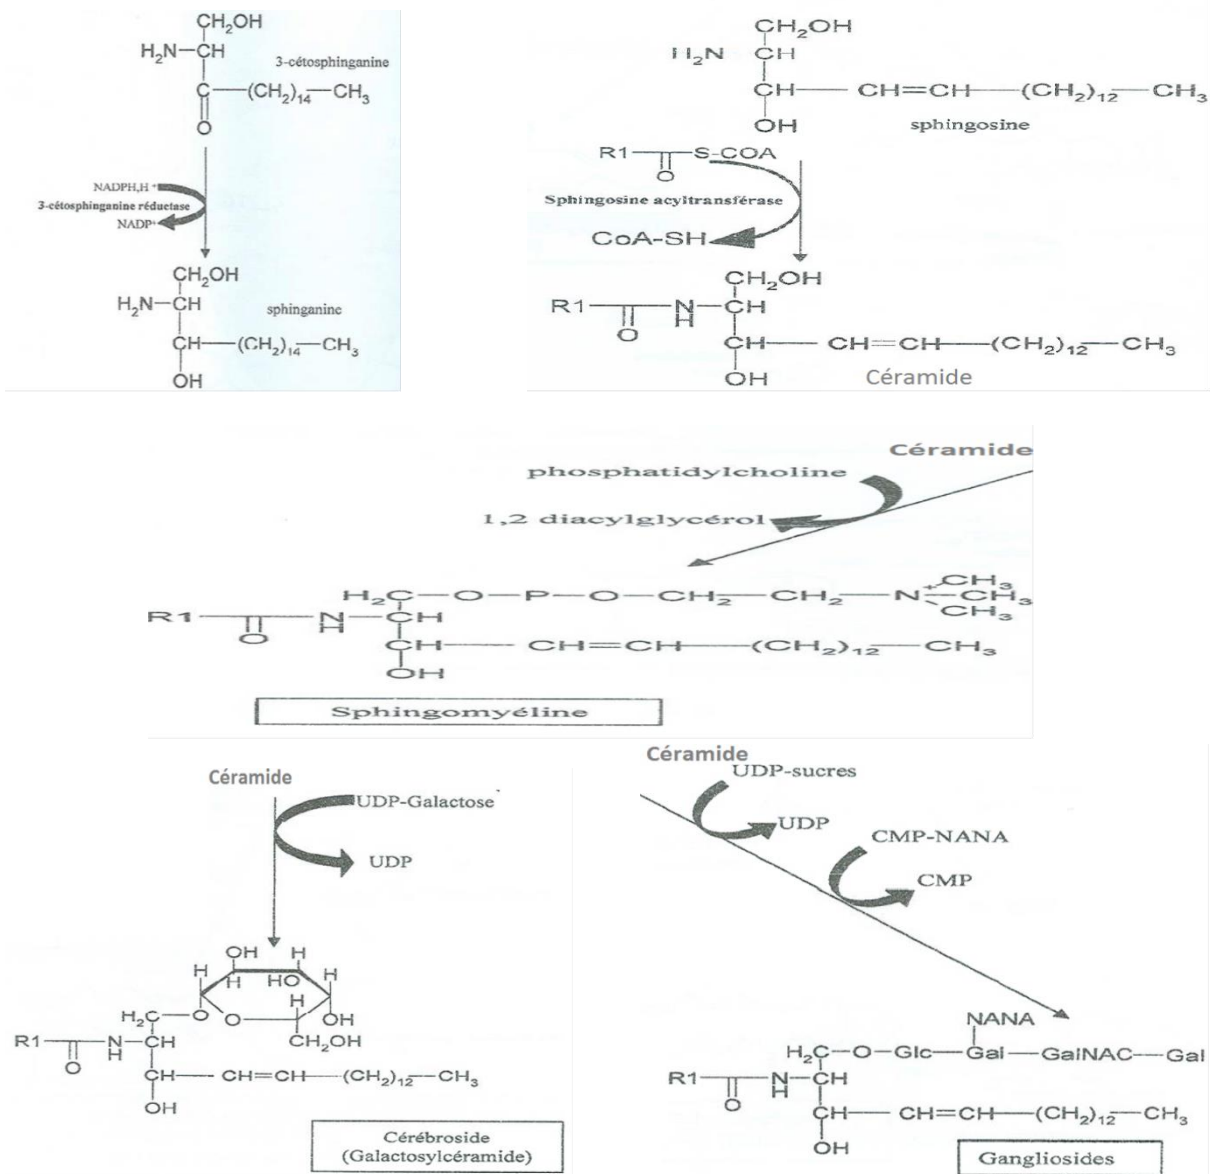 CH2OH
H2N—CH
3-cétosphinganine
C—(CH2)14—CH3
O
NADPH,H +
3-cétosphinganine réductase
NADP+
CH2OH
H2N—CH
sphinganine
CH—(CH2)14—CH3
OH
CH2OH
H2N CH
CH—CH=CH—(CH2)12—CH3
OH
sphingosine
R1—C—S-COA
O
Sphingosine acyltransférase
CoA-SH
CH2OH
R1—N—CH
O H
CH—CH=CH—(CH2)12—CH3
OH
Céramide
Céramide
phosphatidylcholine
1,2 diacylglycérol
H2C—O—P—O—CH2—CH2—N+—CH3
CH3
CH3
R1—N—CH
O H
CH—CH=CH—(CH2)12—CH3
OH
Sphingomyéline
Céramide
UDP-Galactose
UDP
OH H
H H HO H
H
O OH
H2C—O CH2OH
R1—N—CH
O H
CH—CH=CH—(CH2)12—CH3
OH
Cérébroside
(Galactosylcéramide)
Céramide
UDP-sucres
UDP
CMP-NANA
CMP
NANA
H2C—O—Glc—Gal—GalNAC—Gal
R1—N—CH
O H
CH—CH=CH—(CH2)12—CH3
OH
Gangliosides